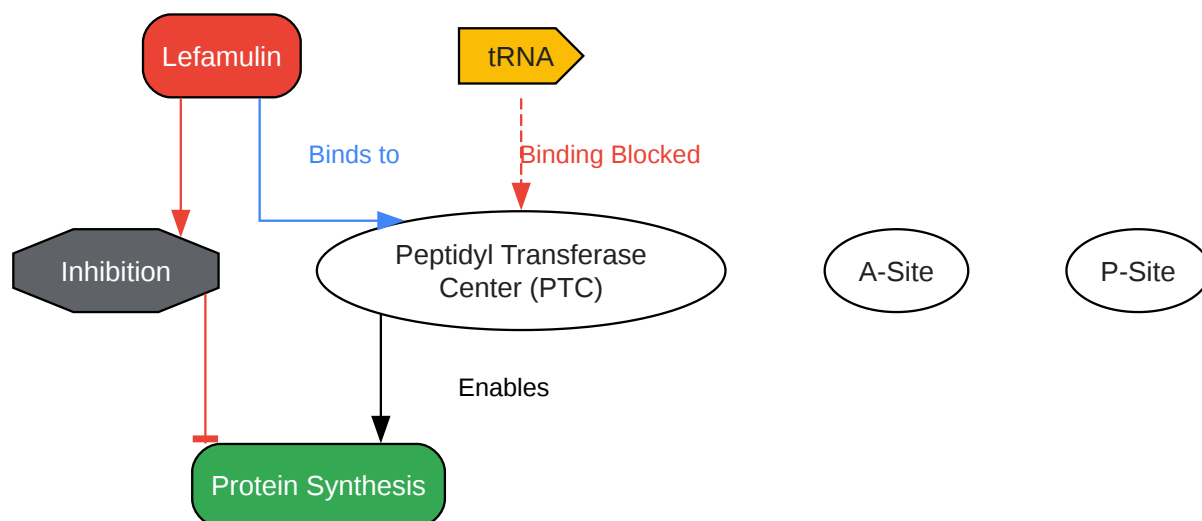 Lefamulin
tRNA
Binds to
Binding Blocked
Inhibition
Peptidyl Transferase
Center (PTC)
A-Site
P-Site
Enables
Protein Synthesis